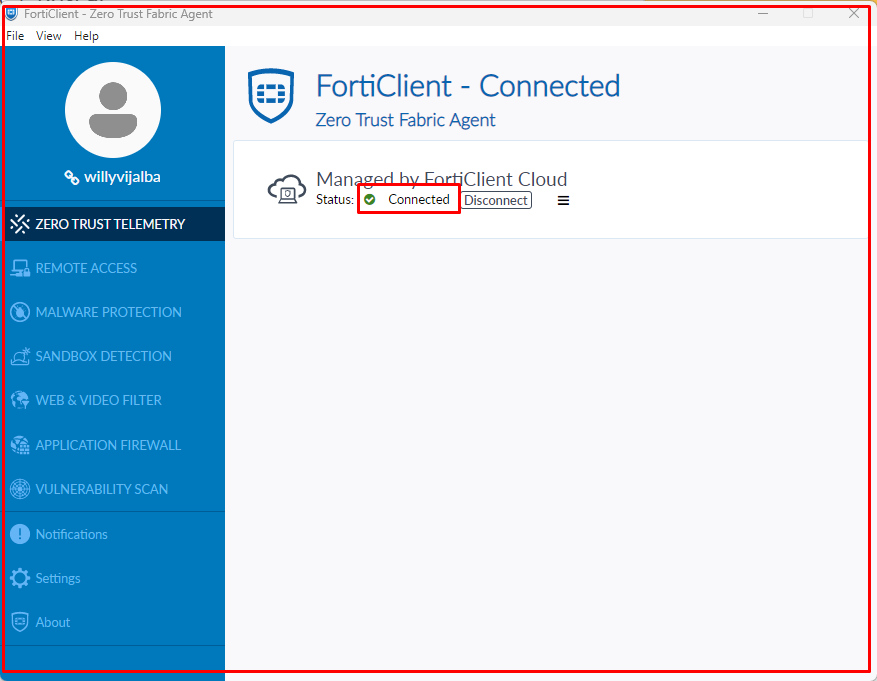 FortiClient - Zero Trust Fabric Agent
File View Help
willyvijalba
ZERO TRUST TELEMETRY
REMOTE ACCESS
MALWARE PROTECTION
SANDBOX DETECTION
WEB & VIDEO FILTER
APPLICATION FIREWALL
VULNERABILITY SCAN
Notifications
Settings
About
FortiClient - Connected
Zero Trust Fabric Agent
Managed by FortiClient Cloud
Status: Connected Disconnect